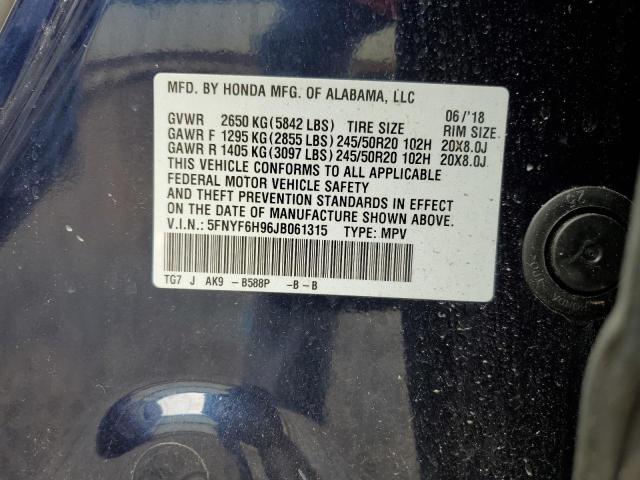 MFD. BY HONDA MFG. OF ALABAMA, LLC 06/'18
GVWR 2650 KG(5842 LBS) TIRE SIZE RIM SIZE
GAWR F 1295 KG(2855 LBS)245/50R20 102H 20X8.0J
GAWR R 1405 KG(3097 LBS)245/50R20 102H 20X8.0J
THIS VEHICLE CONFORMS TO ALL APPLICABLE
FEDERAL MOTOR VEHICLE SAFETY
AND THEFT PREVENTION STANDARDS IN EFFECT
ON THE DATE OF MANUFACTURE SHOWN ABOVE.
V.I.N.: 5FNYF6H96JB061315 TYPE: MPV
TG7 J AK9 -B588P -B-B
25